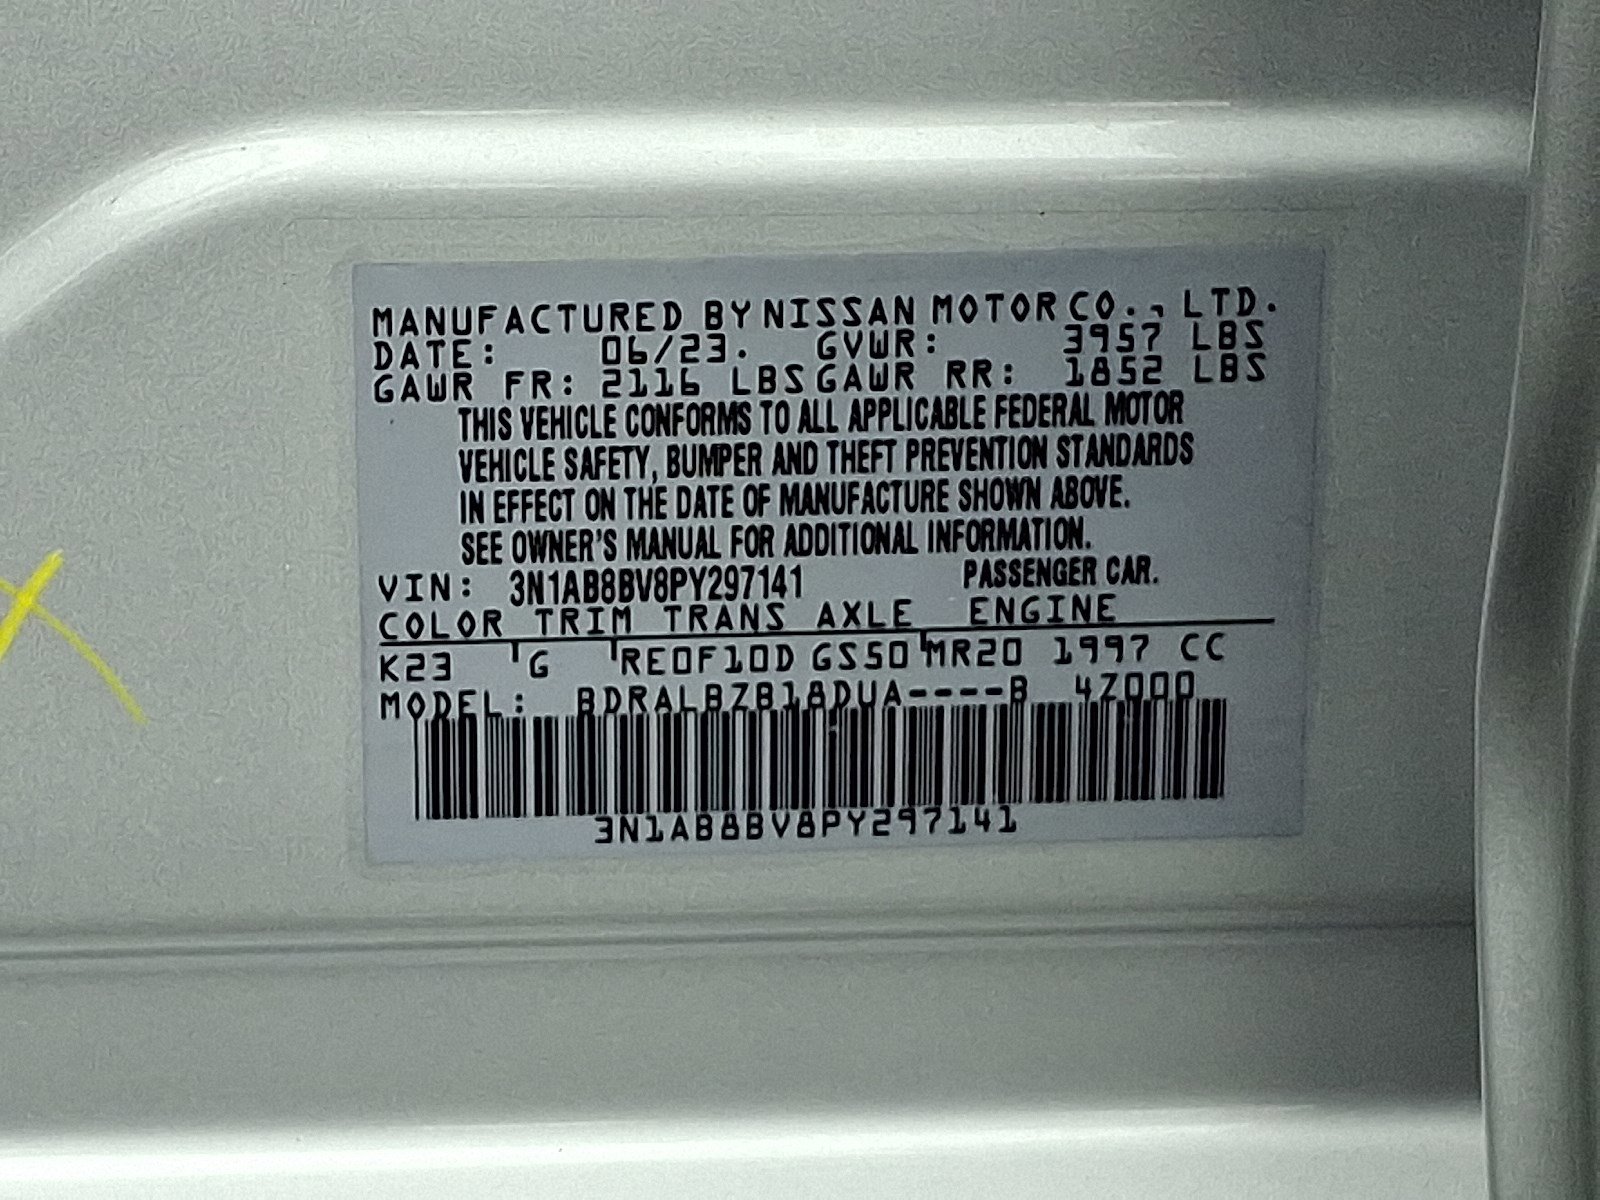 MANUFACTURED BY NISSAN MOTOR CO., LTD.
DATE: 06/23. GVWR: 3957 LBS
GAWR FR: 2116 LBS GAWR RR: 1852 LBS
THIS VEHICLE CONFORMS TO ALL APPLICABLE FEDERAL MOTOR
VEHICLE SAFETY, BUMPER AND THEFT PREVENTION STANDARDS
IN EFFECT ON THE DATE OF MANUFACTURE SHOWN ABOVE.
SEE OWNER'S MANUAL FOR ADDITIONAL INFORMATION.
VIN: 3N1AB8BV8PY297141 PASSENGER CAR.
COLOR TRIM TRANS AXLE ENGINE
K23 G RE0F10D GS50 MR20 1997 CC
MODEL: BDRALBZB18DUA----B 4Z000
3N1AB8BV8PY297141